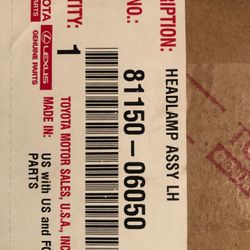 RIPTION:
HEADLAMP ASSY LH
NO.:
81150-06050
TITY: 1
TOYOTA MOTOR SALES, U.S.A., INC
LEXUS
GENUINE PARTS
MADE IN: US with US and FO
PARTS